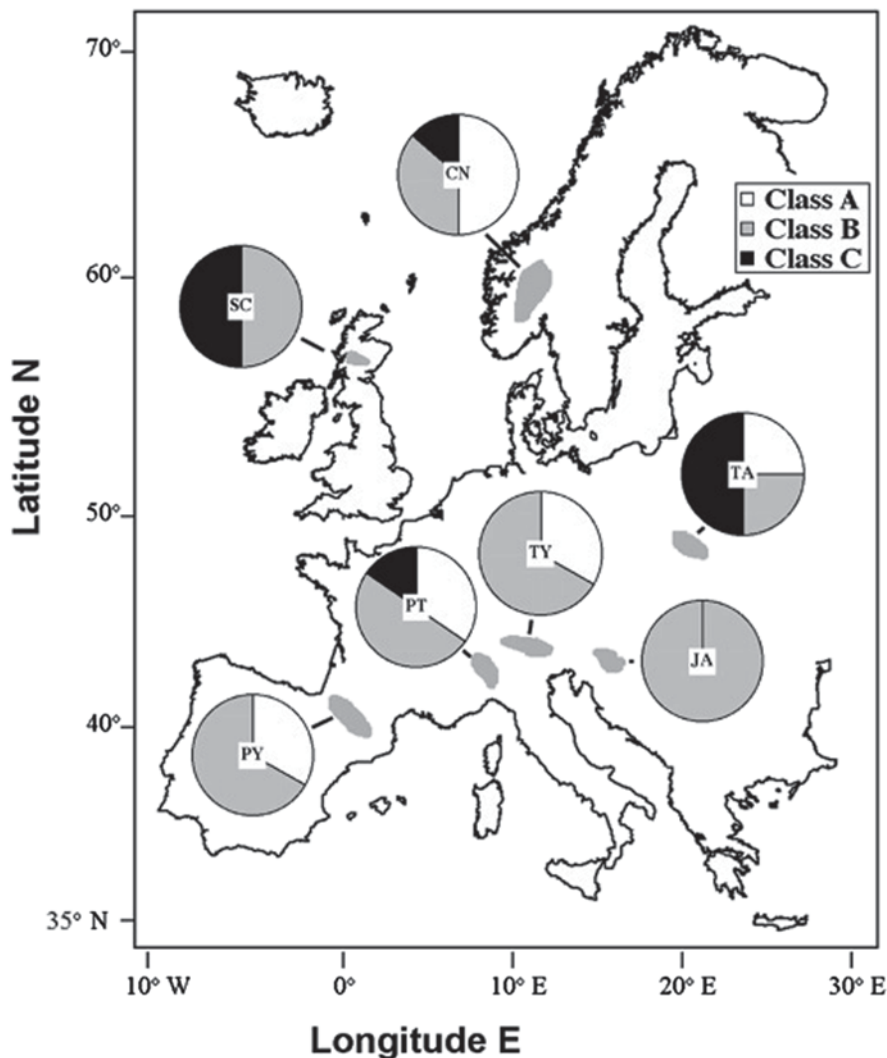 70°
60°
50°
40°
35° N
Latitude N
CN
SC
Class A
Class B
Class C
TA
TY
PT
JA
PY
10° W
0°
10° E
20° E
30° E
Longitude E